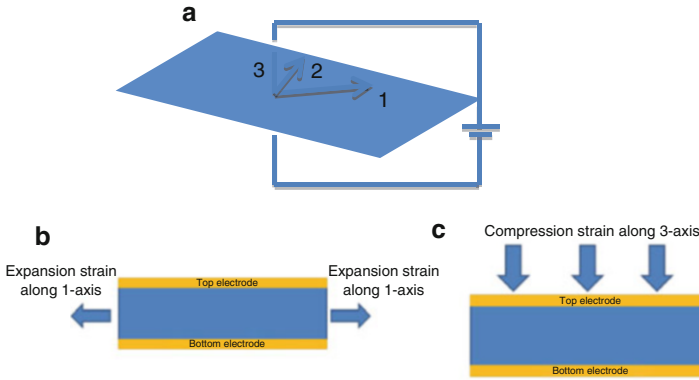 a
3
2
1
b
Expansion strain
along 1-axis
Top electrode
Bottom electrode
Expansion strain
along 1-axis
c
Compression strain along 3-axis
Top electrode
Bottom electrode